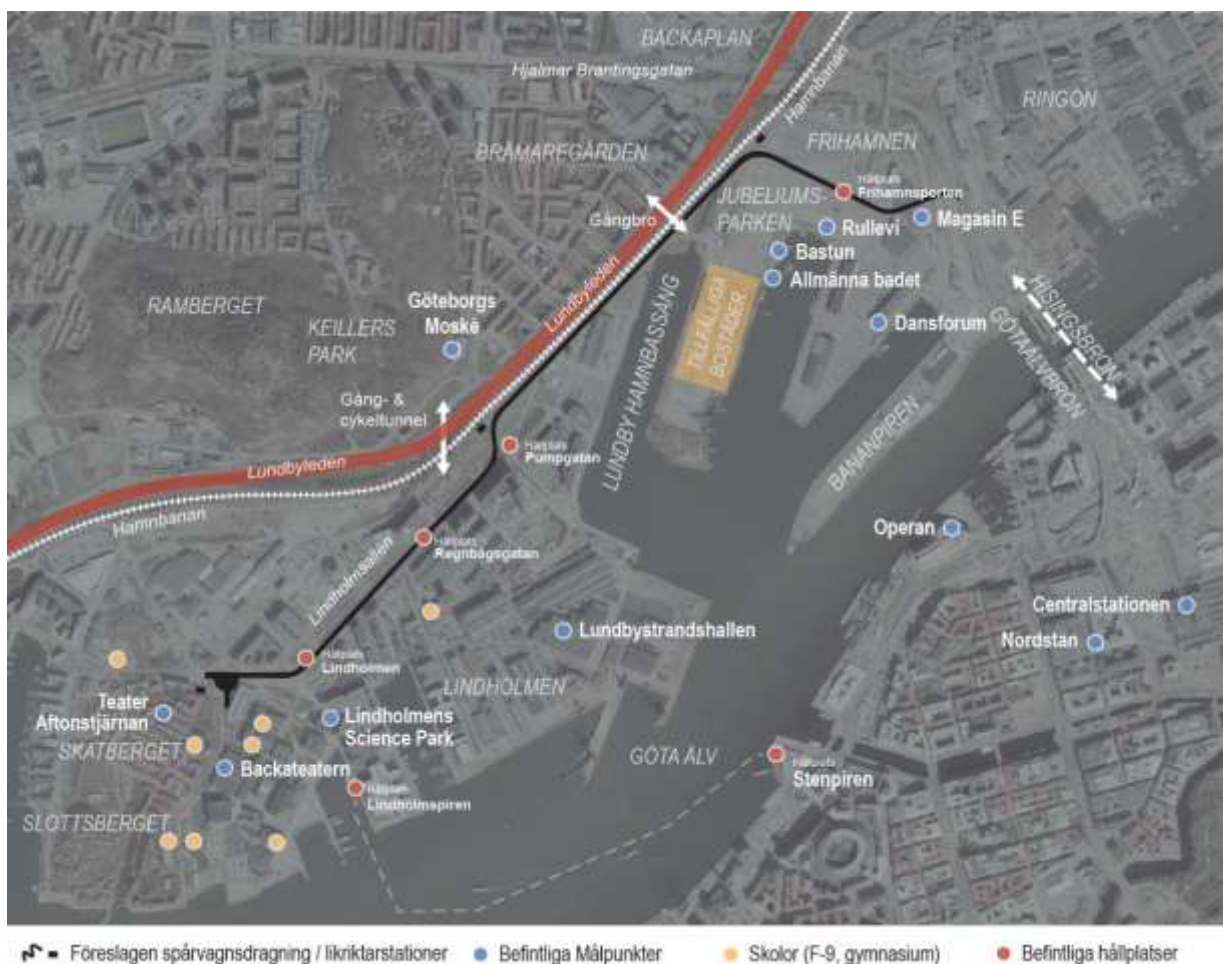 BACKAPLAN
Hjalmar Brantingsgatan
Hamnbanan
RINGÖN
BRÄMAREGÅRDEN
FRIHAMNEN
Hållplats
Frihamnsporten
JUBELIUMS-
PARKEN
Gångbro
Rullevi
Magasin E
Bastun
Allmänna badet
RAMBERGET
Göteborgs
Moské
KEILLERS
PARK
Lundbyleden
TILLFÄLLIGA
BOSTÄDER
Dansforum
HISINGSBRON
GÖTAÄLVBRON
LUNDBY HAMNBASSÄNG
Gång- &
cykeltunnel
Hållplats
Pumpgatan
BANANPIREN
Lundbyleden
Hamnbanan
Operan
Hållplats
Regnbågsgatan
Lindholmsallén
Centralstationen
Lundbystrandshallen
Nordstan
Hållplats
Lindholmen
LINDHOLMEN
Teater
Aftonstjärnan
Lindholmens
Science Park
SKATBERGET
GÖTA ÄLV
Backateatern
Hållplats
Stenpiren
Hållplats
Lindholmspiren
SLOTTSBERGET
Föreslagen spårvagnsdragning / likriktarstationer
Befintliga Målpunkter
Skolor (F-9, gymnasium)
Befintliga hållplatser